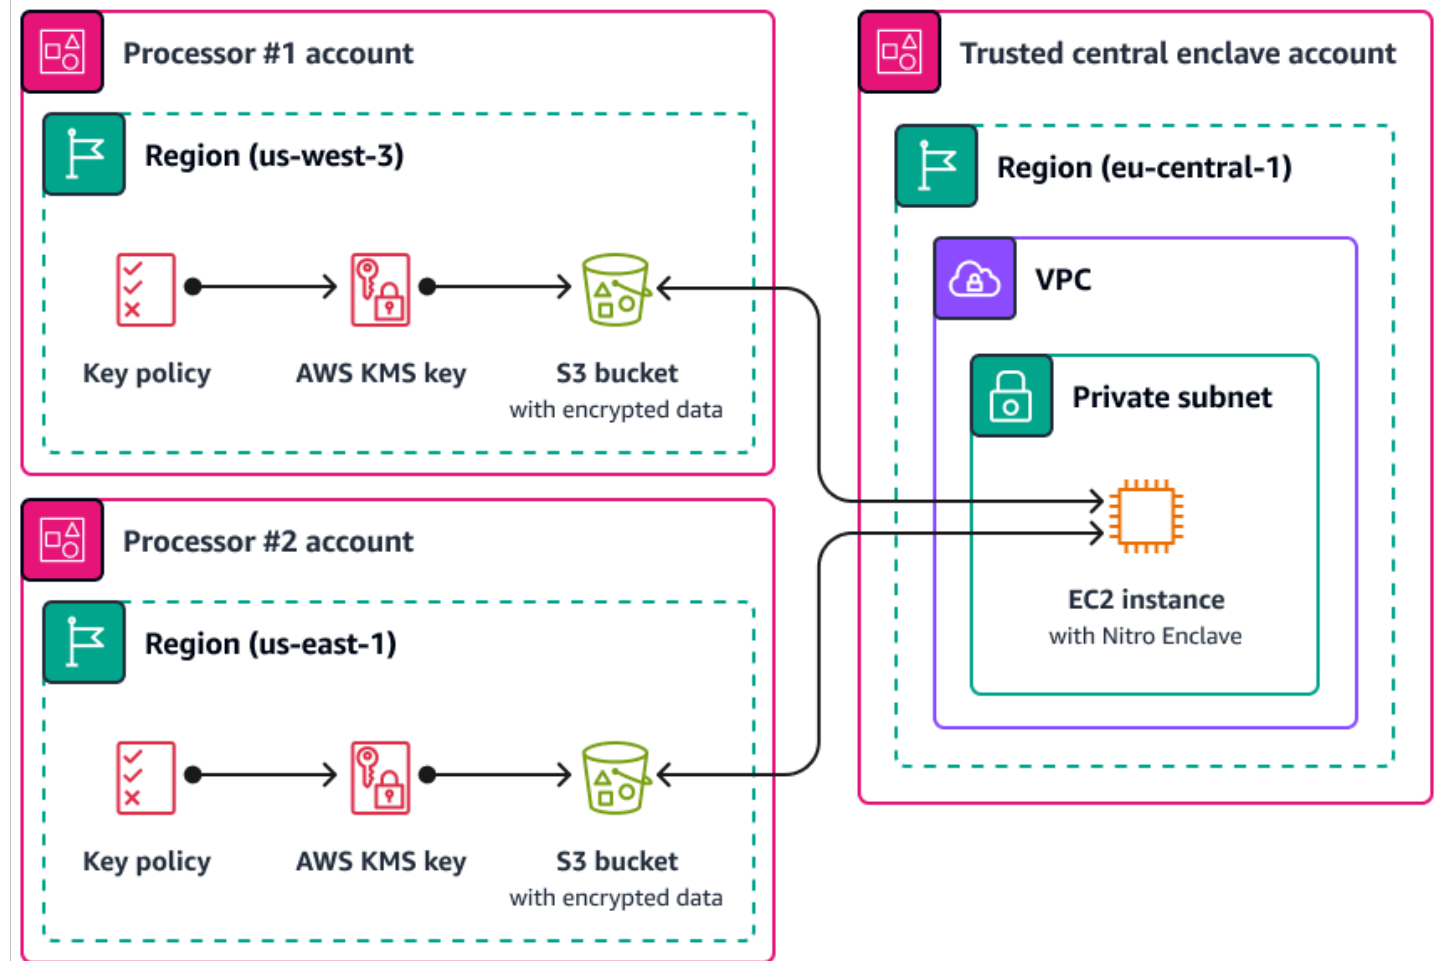 Processor #1 account
Region (us-west-3)
Key policy
AWS KMS key
S3 bucket
with encrypted data
Processor #2 account
Region (us-east-1)
Key policy
AWS KMS key
S3 bucket
with encrypted data
Trusted central enclave account
Region (eu-central-1)
VPC
Private subnet
EC2 instance
with Nitro Enclave